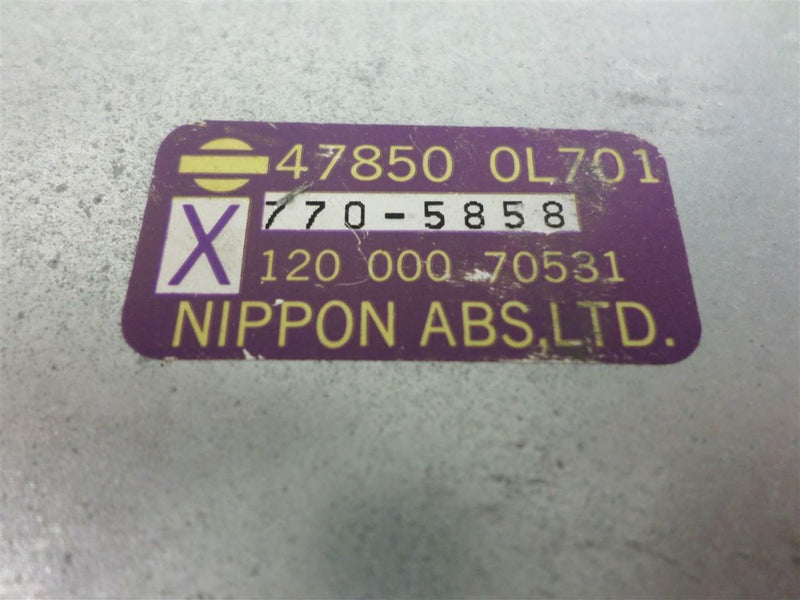 47850 0L701
X 770-5858
120 000 70531
NIPPON ABS,LTD.